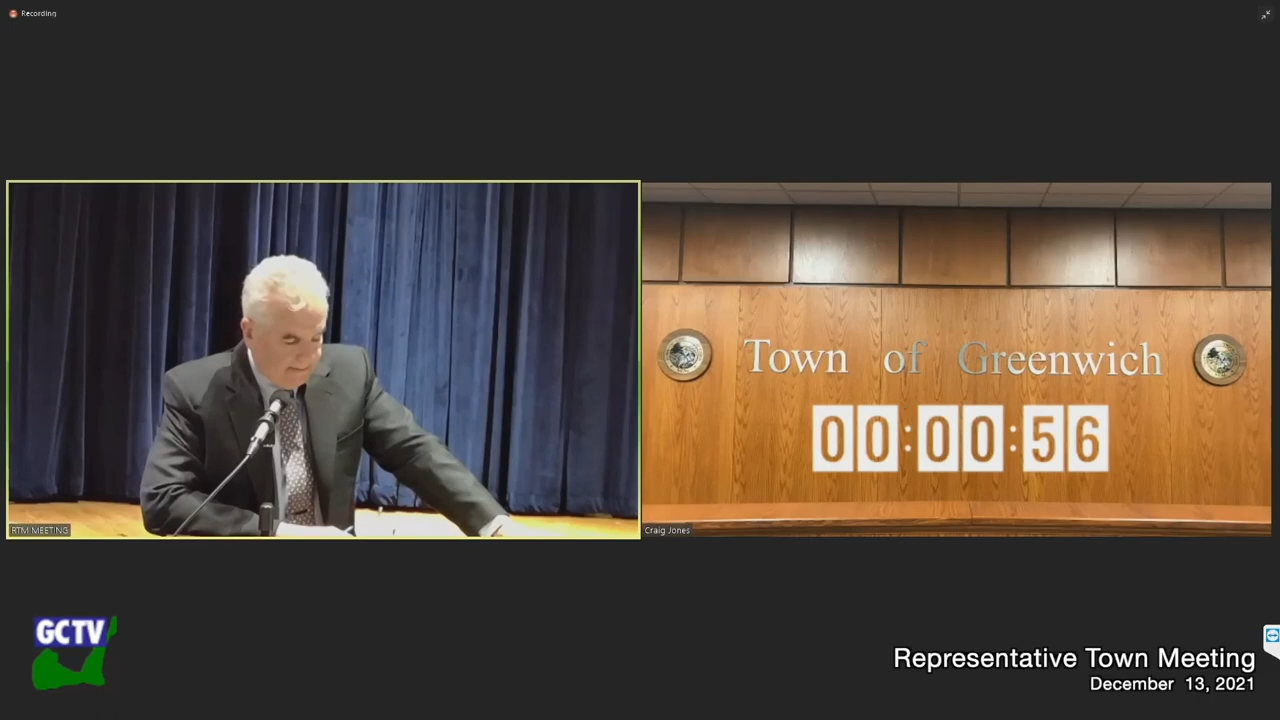 Recording
Town of Greenwich
00:00:56
RTM MEETING
Craig Jones
GCTV
Representative Town Meeting
December 13, 2021